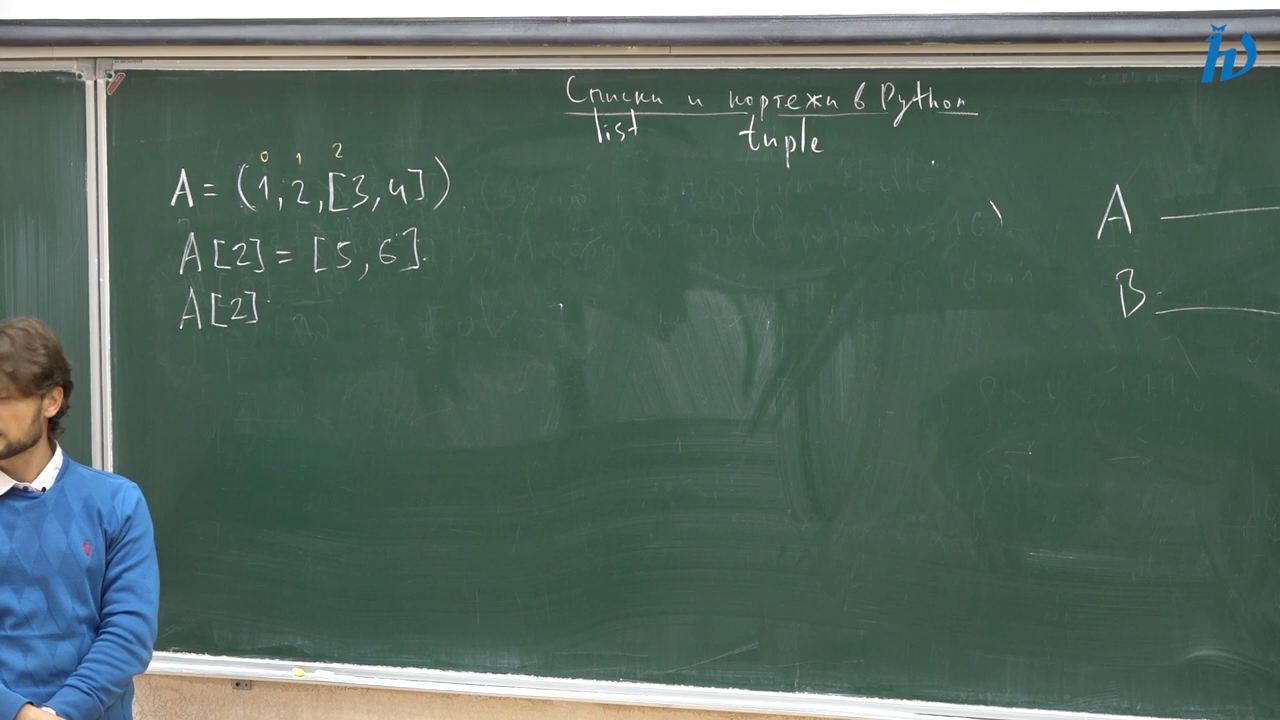 Списки и кортежи в Python
list tuple
0 1 2
A = (1, 2, [3, 4])
A[2] = [5, 6].
A[2]
A
B